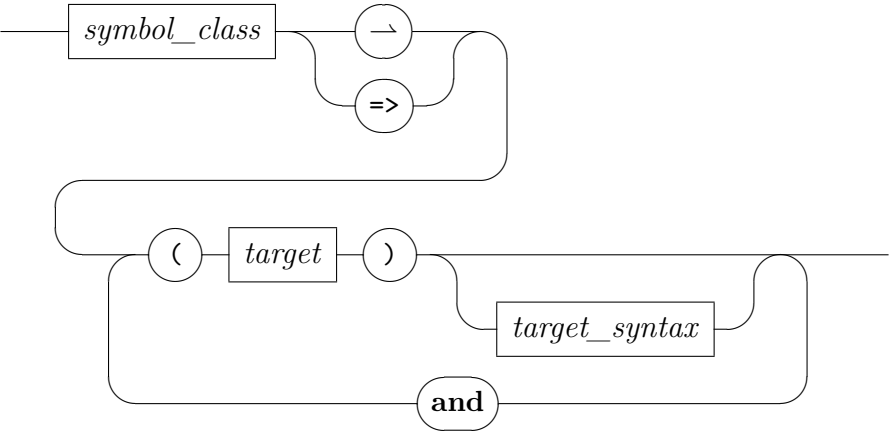 symbol_class ⇀
=>
( target )
target_syntax
and